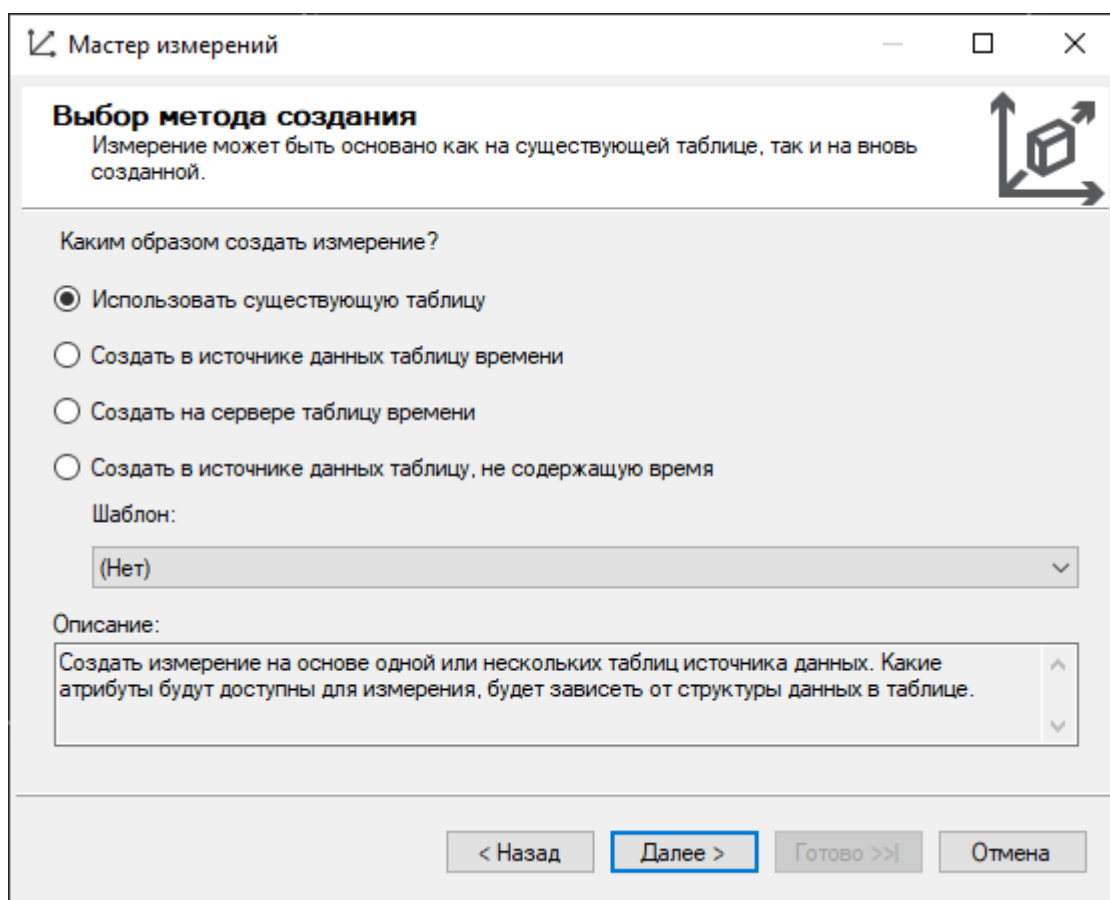 Мастер измерений
Выбор метода создания
Измерение может быть основано как на существующей таблице, так и на вновь
созданной.
Каким образом создать измерение?
Использовать существующую таблицу
Создать в источнике данных таблицу времени
Создать на сервере таблицу времени
Создать в источнике данных таблицу, не содержащую время
Шаблон:
(Нет)
Описание:
Создать измерение на основе одной или нескольких таблиц источника данных. Какие
атрибуты будут доступны для измерения, будет зависеть от структуры данных в таблице.
< Назад
Далее >
Готово >>|
Отмена